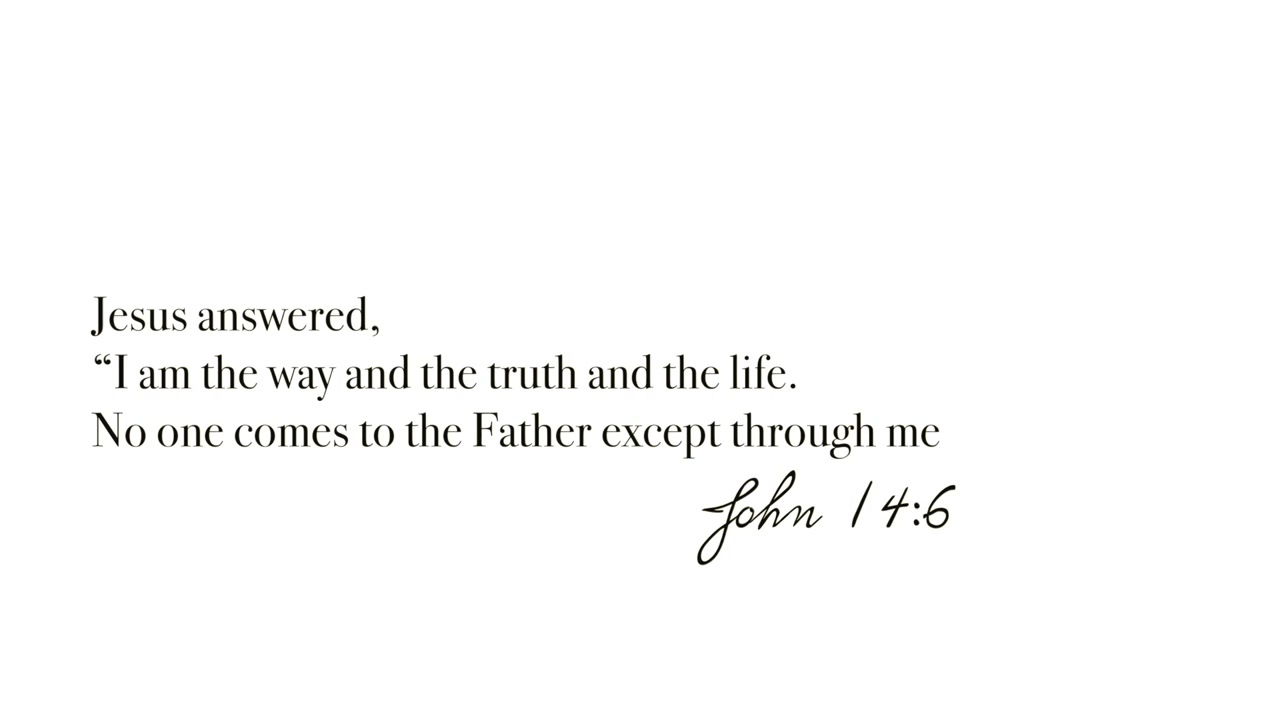 Jesus answered,
“I am the way and the truth and the life.
No one comes to the Father except through me
John 14:6